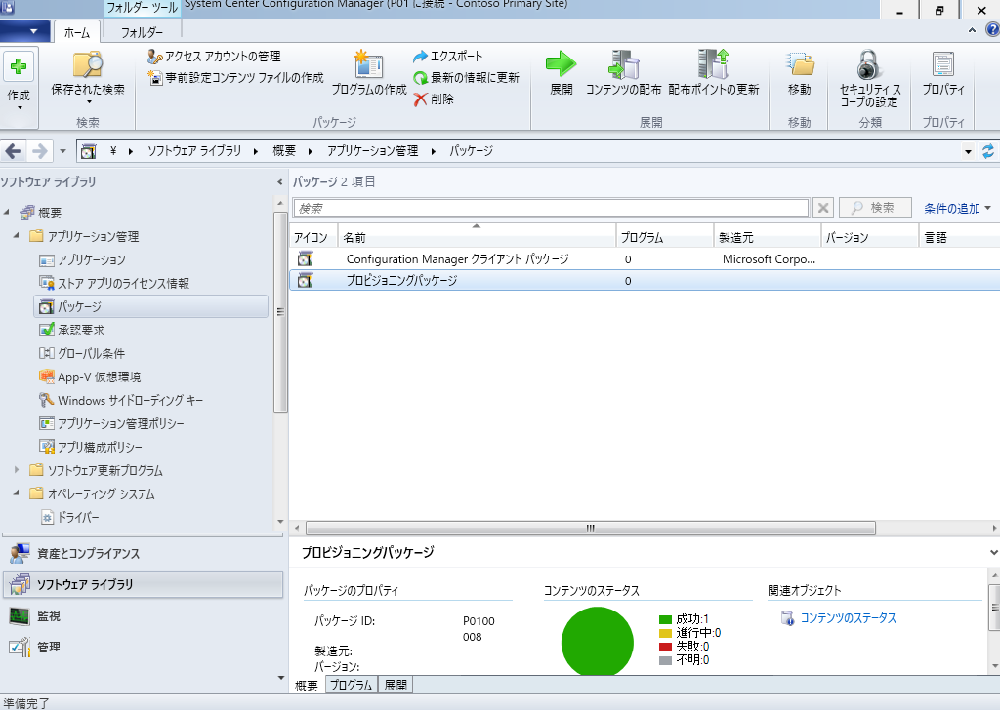 フォルダー ツール
System Center Configuration Manager (P01 に接続 - Contoso Primary Site)
ホーム
フォルダー
作成
保存された検索
検索
アクセス アカウントの管理
事前設定コンテンツ ファイルの作成
プログラムの作成
エクスポート
最新の情報に更新
削除
パッケージ
展開
コンテンツの配布
配布ポイントの更新
展開
移動
移動
セキュリティ ス
コープの設定
分類
プロパティ
プロパティ
¥ ソフトウェア ライブラリ 概要 アプリケーション管理 パッケージ
ソフトウェア ライブラリ
概要
アプリケーション管理
アプリケーション
ストア アプリのライセンス情報
パッケージ
承認要求
グローバル条件
App-V 仮想環境
Windows サイドローディング キー
アプリケーション管理ポリシー
アプリ構成ポリシー
ソフトウェア更新プログラム
オペレーティング システム
ドライバー
資産とコンプライアンス
ソフトウェア ライブラリ
監視
管理
パッケージ 2 項目
検索
検索
条件の追加
アイコン 名前 プログラム 製造元 バージョン 言語
Configuration Manager クライアント パッケージ 0 Microsoft Corpo...
プロビジョニングパッケージ 0
プロビジョニングパッケージ
パッケージのプロパティ
パッケージ ID: P0100
008
製造元:
バージョン:
コンテンツのステータス
成功:1
進行中:0
失敗:0
不明:0
関連オブジェクト
コンテンツのステータス
概要 プログラム 展開
準備完了